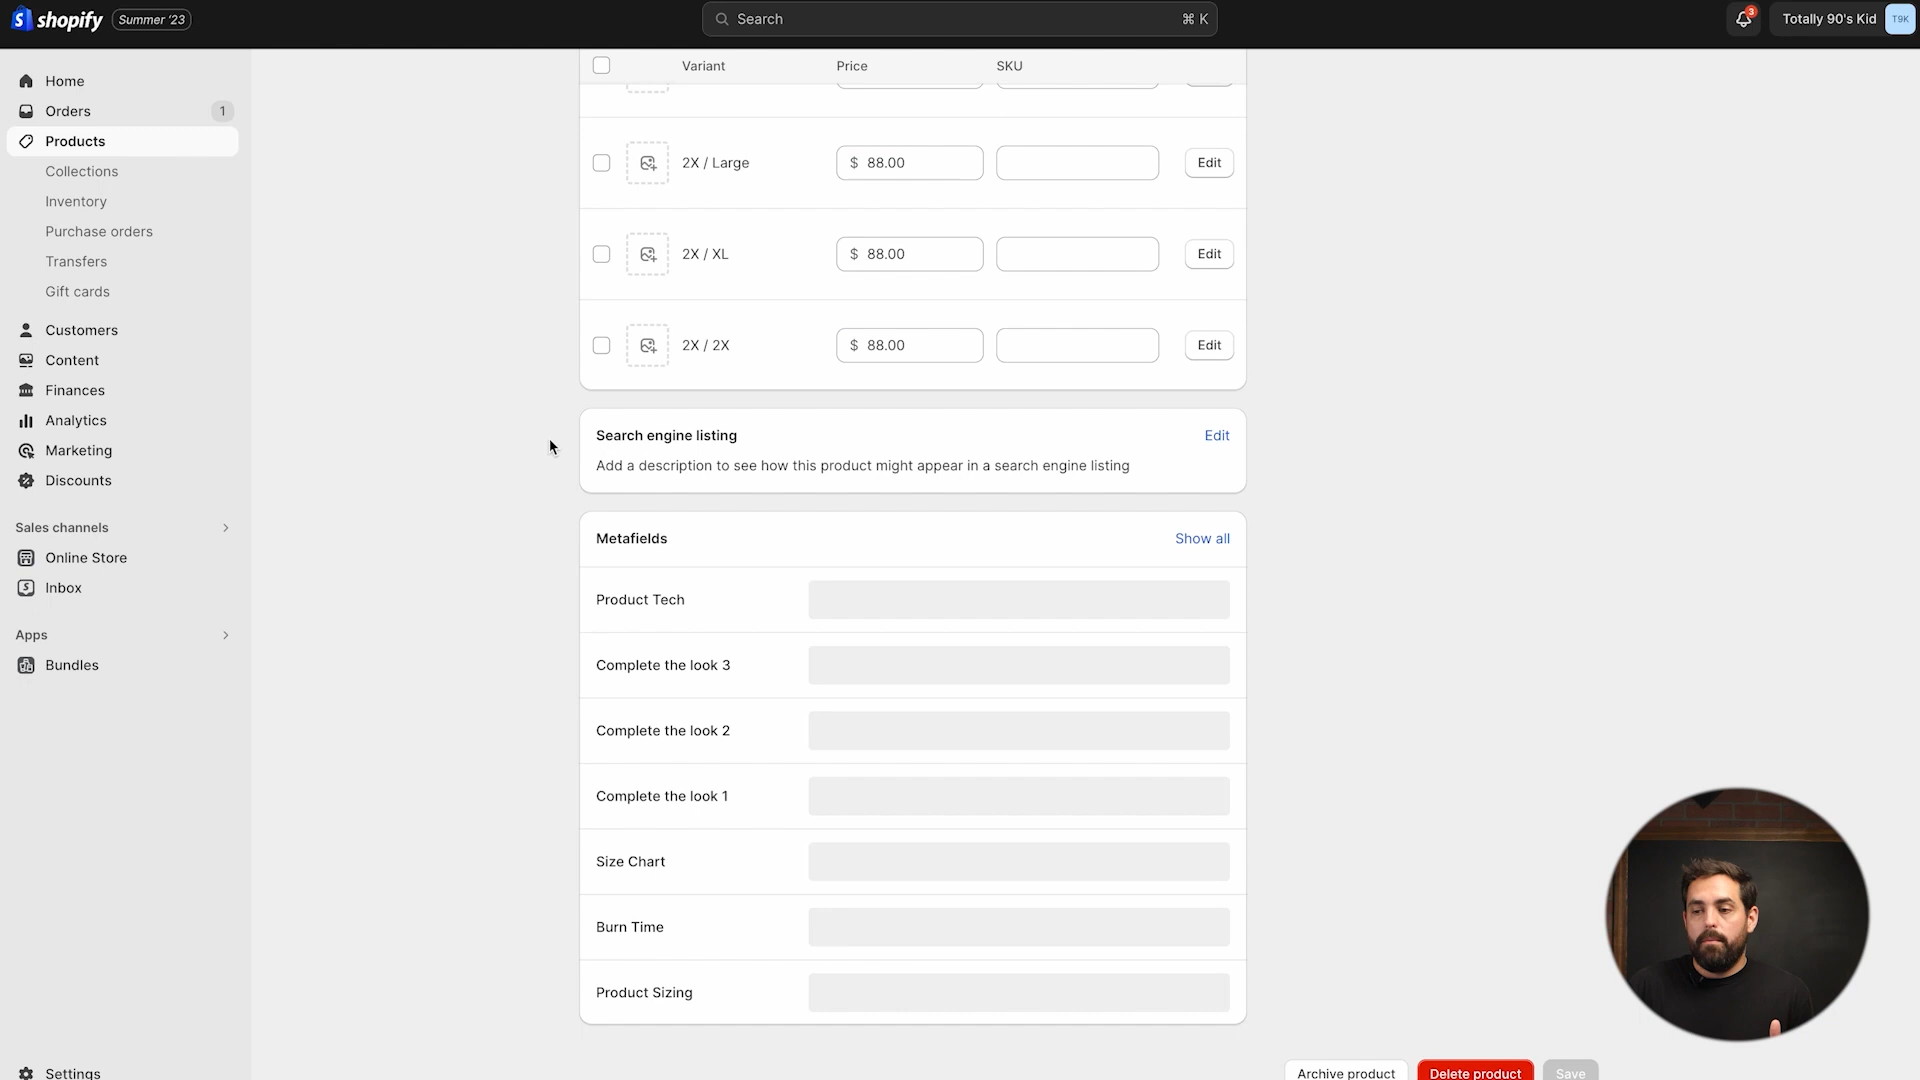 shopify Summer '23
Search ⌘ K
3
Totally 90's Kid T9K
Home
Orders 1
Products
Collections
Inventory
Purchase orders
Transfers
Gift cards
Customers
Content
Finances
Analytics
Marketing
Discounts
Sales channels
Online Store
Inbox
Apps
Bundles
Settings
Variant Price SKU
2X / Large $ 88.00 Edit
2X / XL $ 88.00 Edit
2X / 2X $ 88.00 Edit
Search engine listing Edit
Add a description to see how this product might appear in a search engine listing
Metafields Show all
Product Tech
Complete the look 3
Complete the look 2
Complete the look 1
Size Chart
Burn Time
Product Sizing
Archive product Delete product Save